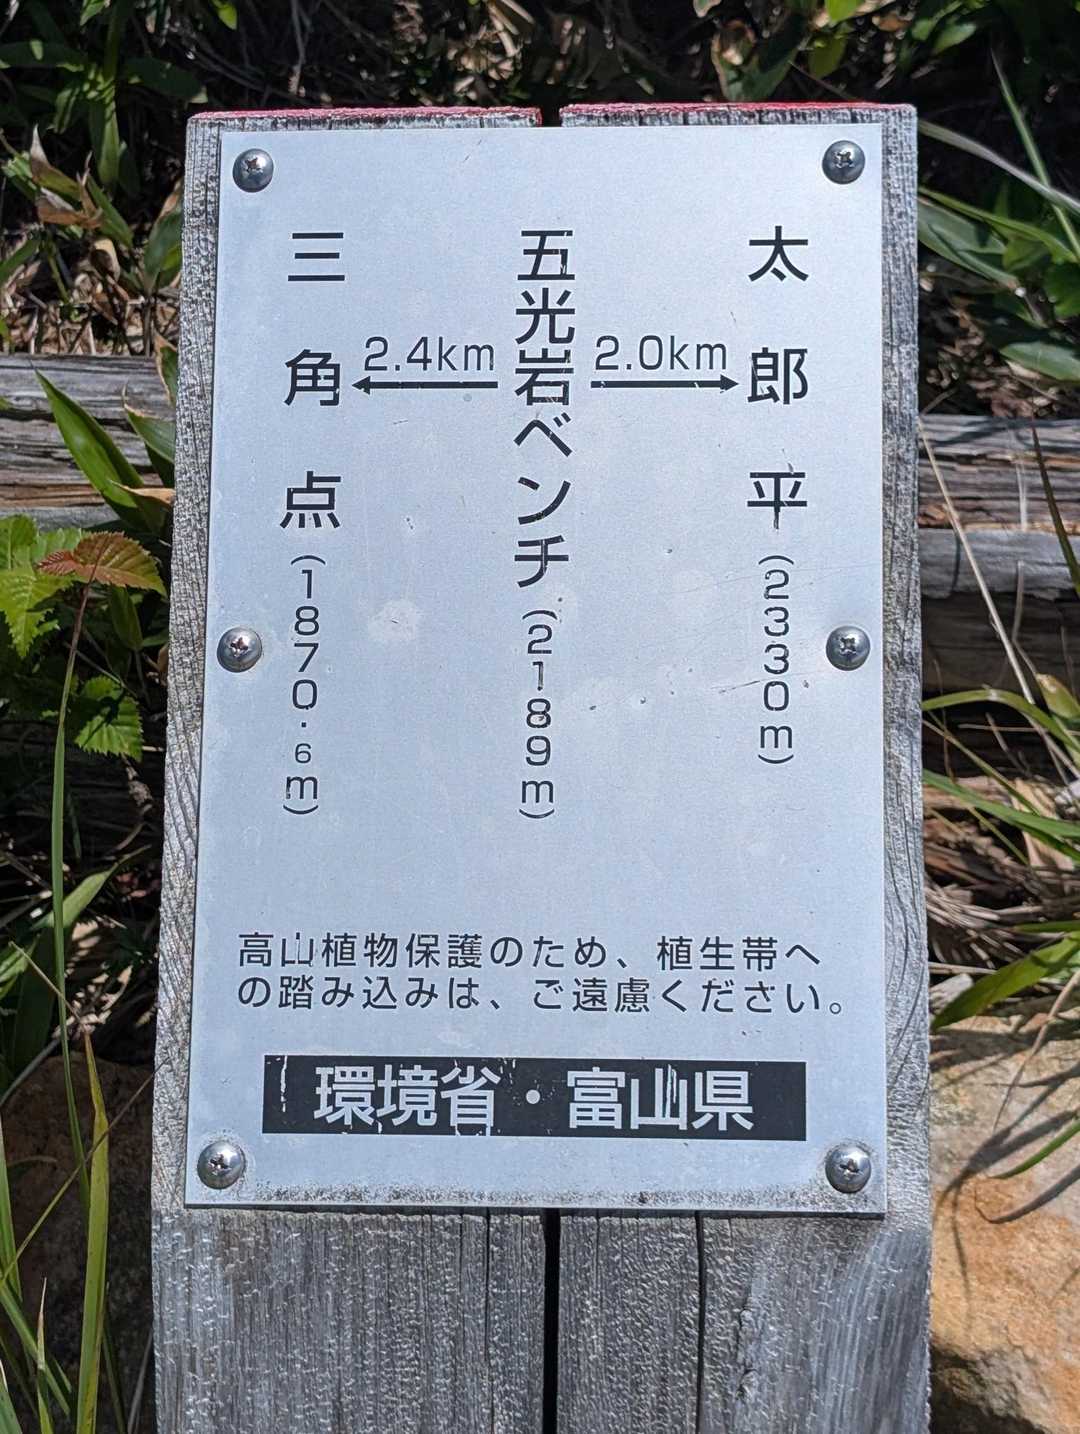 太郎平(2330m)
2.0km
五光岩ベンチ(2189m)
2.4km
三角点(1870.6m)
高山植物保護のため、植生帯へ
の踏み込みは、ご遠慮ください。
環境省・富山県